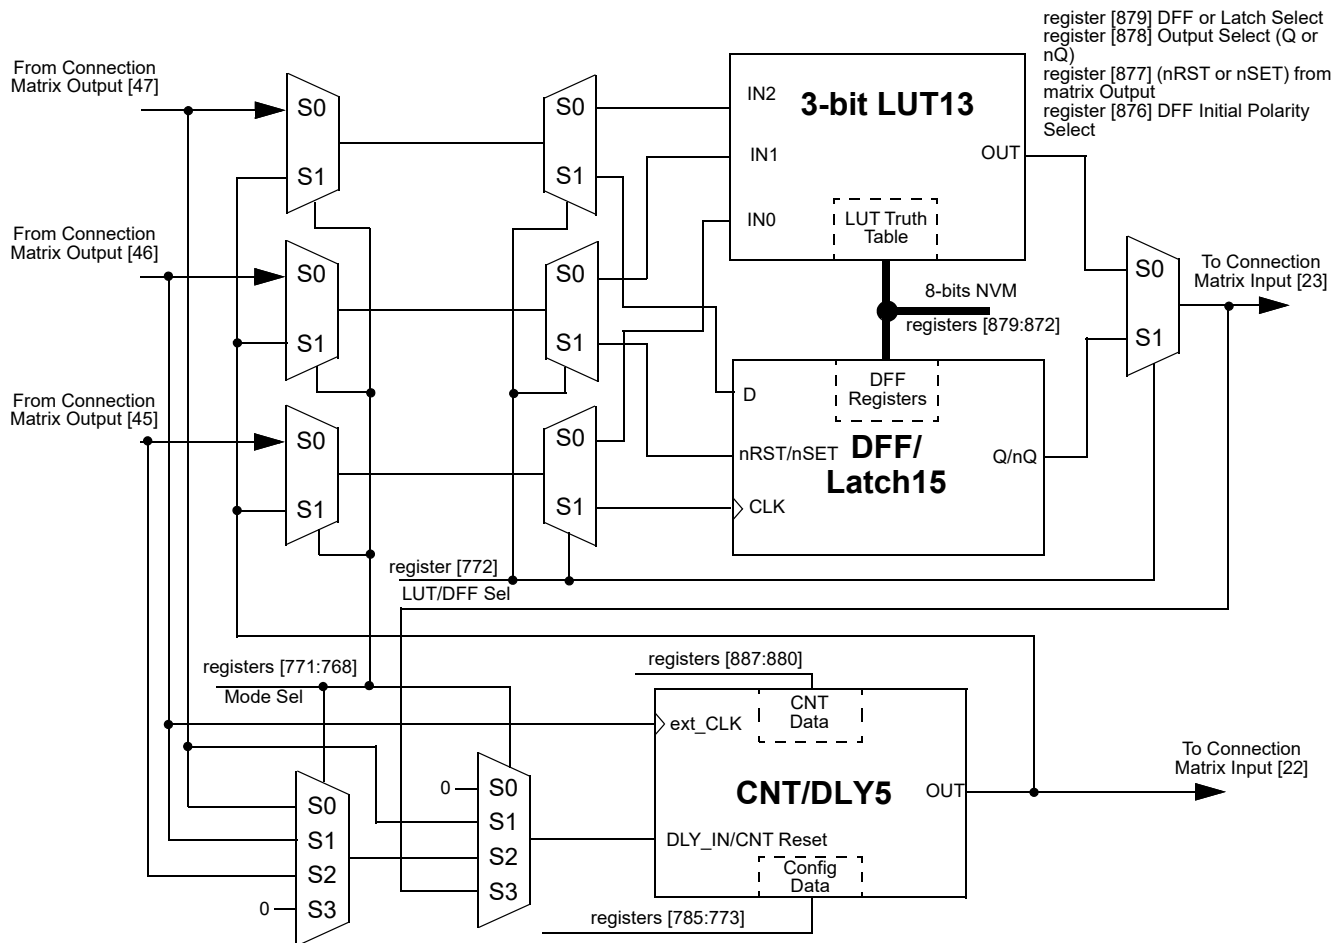 register [879] DFF or Latch Select
register [878] Output Select (Q or
nQ)
register [877] (nRST or nSET) from
matrix Output
register [876] DFF Initial Polarity
Select
From Connection
Matrix Output [47]
S0
S1
S0
S1
IN2
3-bit LUT13
IN1
OUT
IN0
LUT Truth
Table
From Connection
Matrix Output [46]
S0
S1
S0
S1
8-bits NVM
registers [879:872]
S0
S1
To Connection
Matrix Input [23]
From Connection
Matrix Output [45]
S0
S1
S0
S1
DFF
Registers
D
nRST/nSET
DFF/
Latch15
Q/nQ
CLK
register [772]
LUT/DFF Sel
registers [771:768]
Mode Sel
registers [887:880]
CNT
Data
ext_CLK
CNT/DLY5
OUT
To Connection
Matrix Input [22]
DLY_IN/CNT Reset
Config
Data
registers [785:773]
S0
S1
S2
0
S3
0
S0
S1
S2
S3